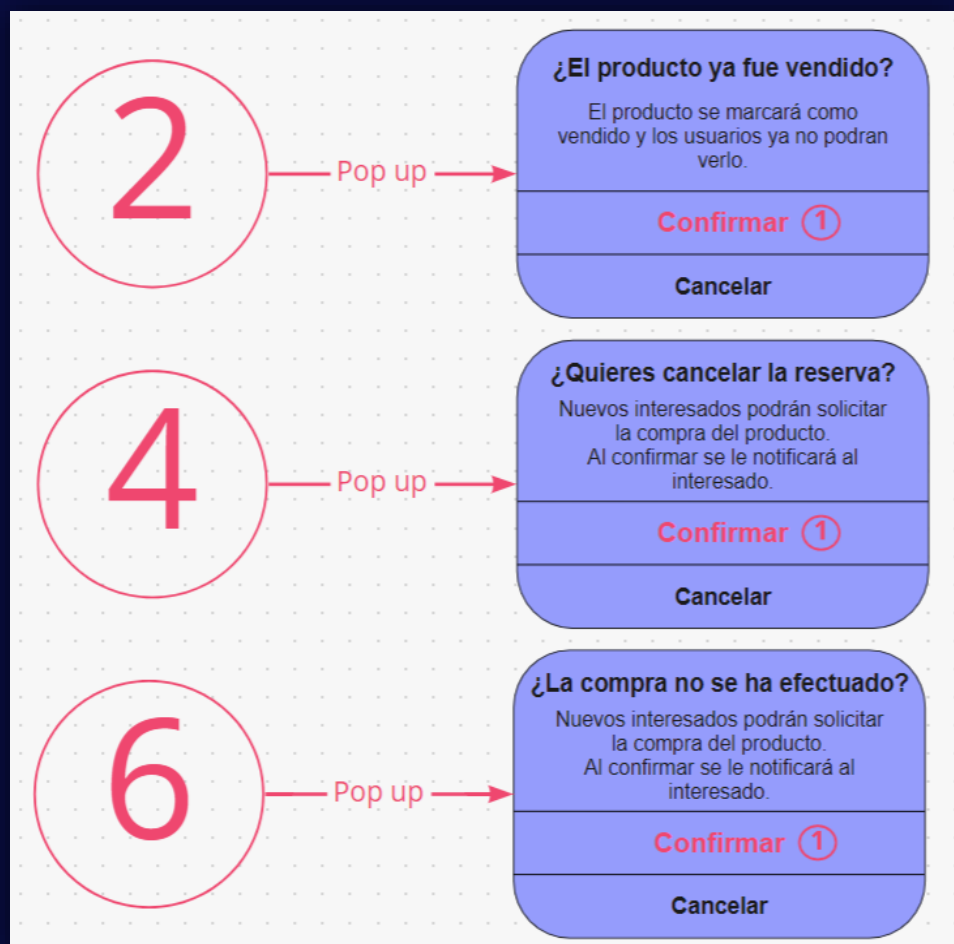 2
Pop up
¿El producto ya fue vendido?
El producto se marcará como
vendido y los usuarios ya no podran
verlo.
Confirmar 1
Cancelar
4
Pop up
¿Quieres cancelar la reserva?
Nuevos interesados podrán solicitar
la compra del producto.
Al confirmar se le notificará al
interesado.
Confirmar 1
Cancelar
6
Pop up
¿La compra no se ha efectuado?
Nuevos interesados podrán solicitar
la compra del producto.
Al confirmar se le notificará al
interesado.
Confirmar 1
Cancelar